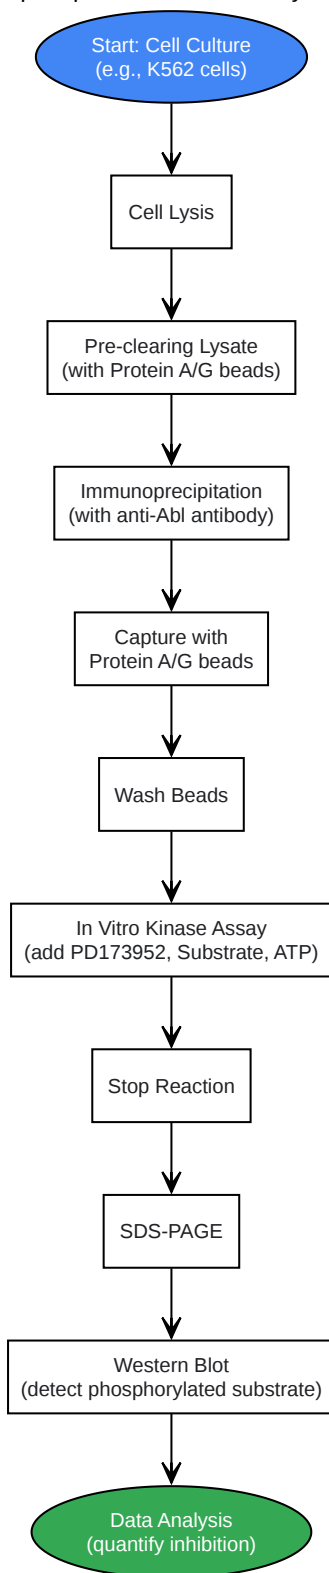 Start: Cell Culture
(e.g., K562 cells)
Cell Lysis
Pre-clearing Lysate
(with Protein A/G beads)
Immunoprecipitation
(with anti-Abl antibody)
Capture with
Protein A/G beads
Wash Beads
In Vitro Kinase Assay
(add PD173952, Substrate, ATP)
Stop Reaction
SDS-PAGE
Western Blot
(detect phosphorylated substrate)
Data Analysis
(quantify inhibition)